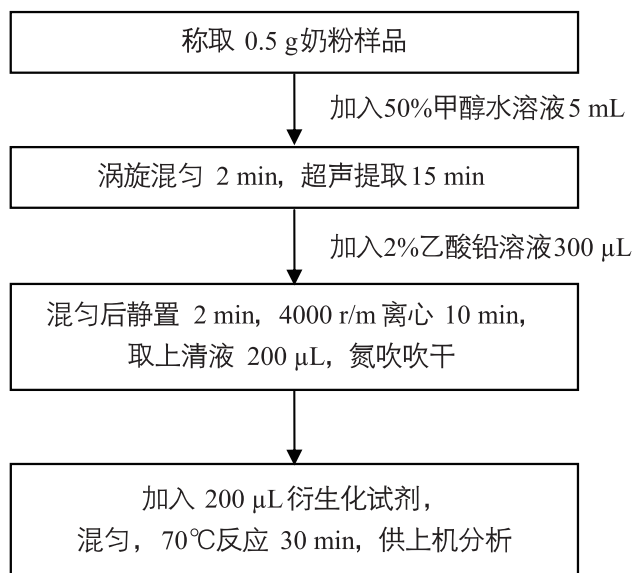 称取 0.5 g奶粉样品
加入50%甲醇水溶液5 mL
涡旋混匀 2 min，超声提取15 min
加入2%乙酸铅溶液300 μL
混匀后静置 2 min，4000 r/m 离心 10 min，
取上清液 200 μL，氮吹吹干
加入 200 μL 衍生化试剂，
混匀，70℃反应 30 min，供上机分析